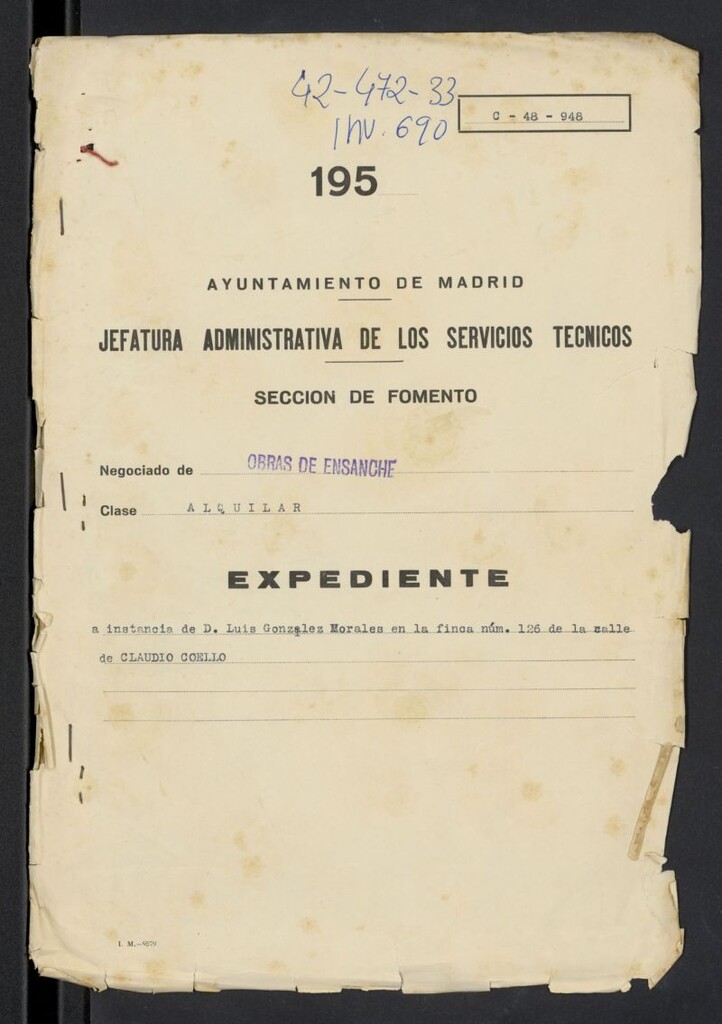 42-472-33
Inv. 690
C - 48 - 948
195
AYUNTAMIENTO DE MADRID
JEFATURA ADMINISTRATIVA DE LOS SERVICIOS TECNICOS
SECCION DE FOMENTO
Negociado de OBRAS DE ENSANCHE
Clase ALQUILAR
EXPEDIENTE
a instancia de D. Luis Gonzalez Morales en la finca núm. 126 de la calle
de CLAUDIO COELLO
I. M.-